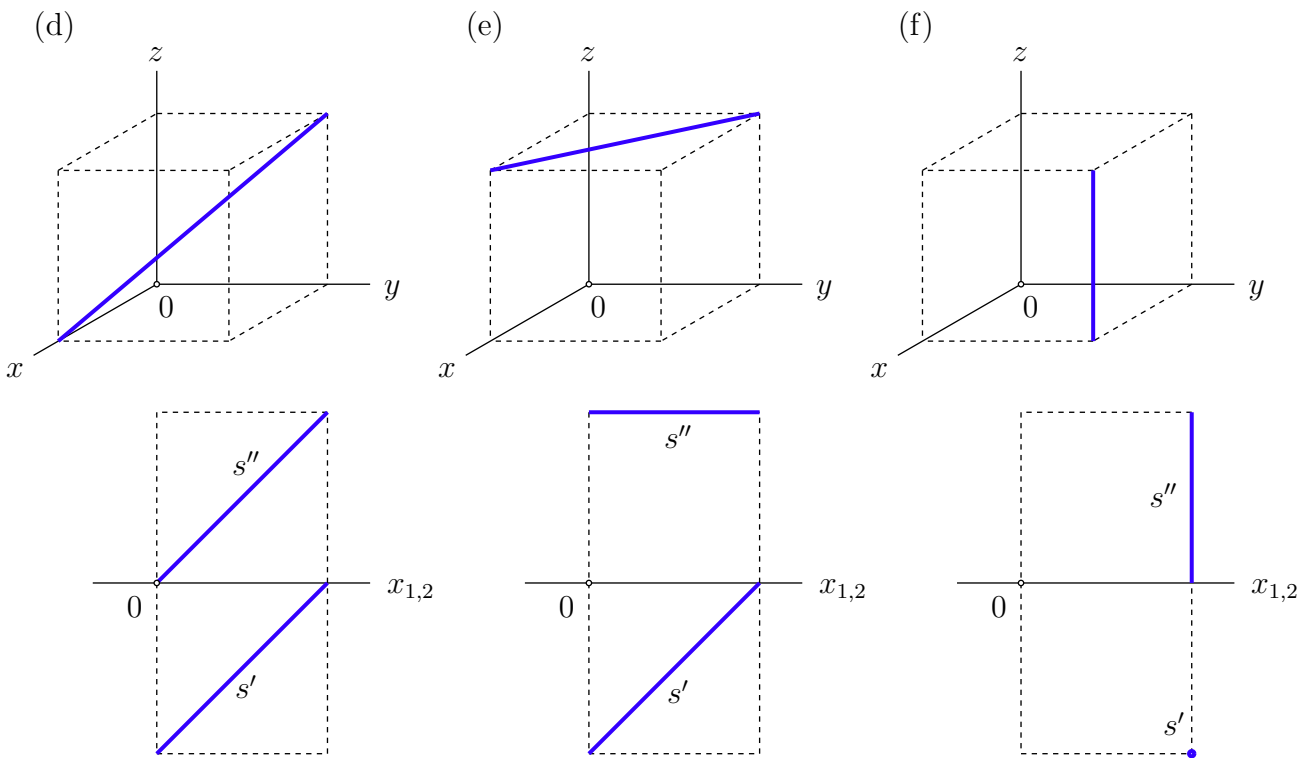 (d) (e) (f)
z z z
y y y
0 0 0
x x x
s″ s″ s″
x₁,₂ x₁,₂ x₁,₂
0 0 0
s′ s′ s′